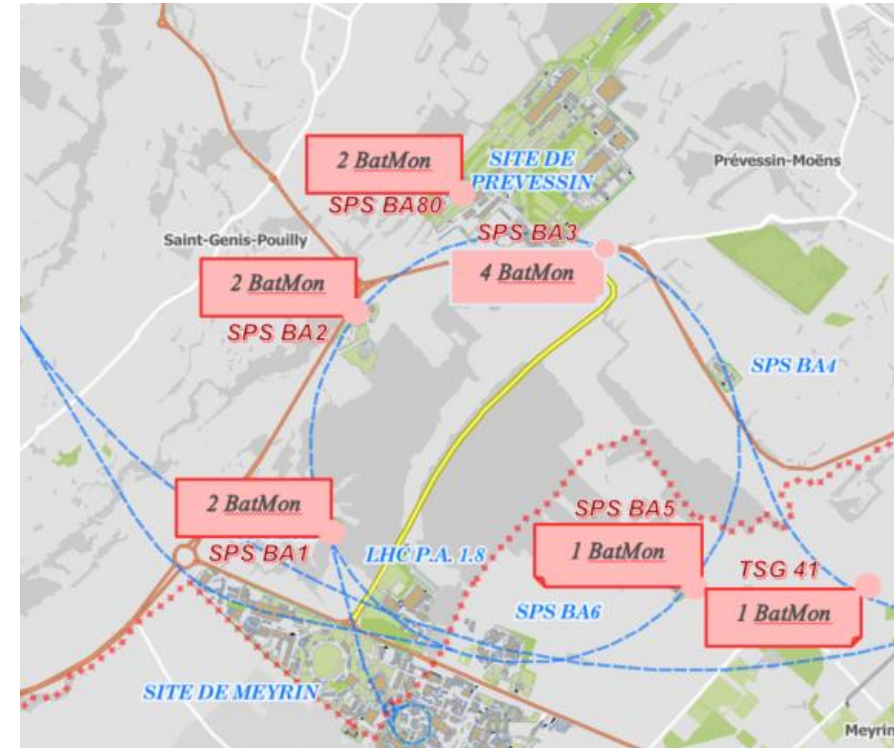 2 BatMon
SPS BA80
SITE DE
PREVESSIN
Prévessin-Moëns
Saint-Genis-Pouilly
SPS BA3
4 BatMon
2 BatMon
SPS BA2
SPS BA4
2 BatMon
SPS BA1
LHC P.A. 1.8
SPS BA5
1 BatMon
TSG 41
1 BatMon
SPS BA6
SITE DE MEYRIN
Meyrin